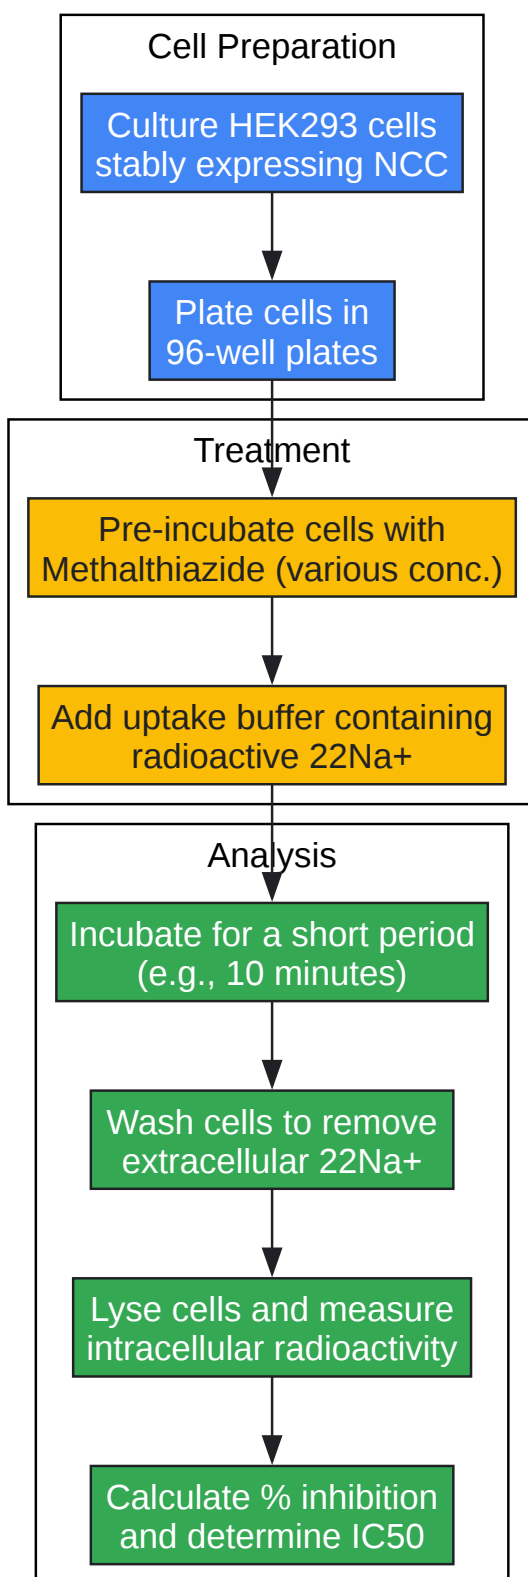 Cell Preparation
Culture HEK293 cells
stably expressing NCC
Plate cells in
96-well plates
Treatment
Pre-incubate cells with
Methalthiazide (various conc.)
Add uptake buffer containing
radioactive 22Na+
Analysis
Incubate for a short period
(e.g., 10 minutes)
Wash cells to remove
extracellular 22Na+
Lyse cells and measure
intracellular radioactivity
Calculate % inhibition
and determine IC50